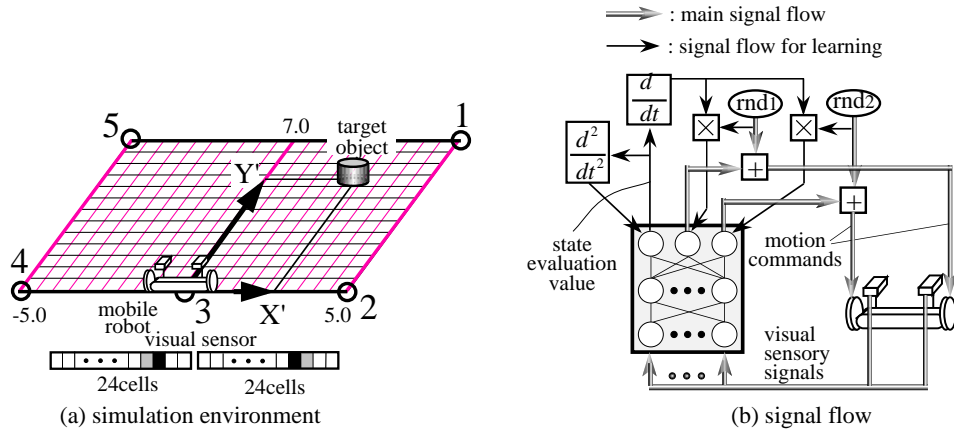 5
7.0
1
target
object
Y'
4
-5.0
mobile
robot
3
X'
5.0
2
visual sensor
24cells
24cells
(a) simulation environment
: main signal flow
: signal flow for learning
d
dt
rnd1
rnd2
×
×
d²
dt²
+
+
state
evaluation
value
motion
commands
visual
sensory
signals
(b) signal flow